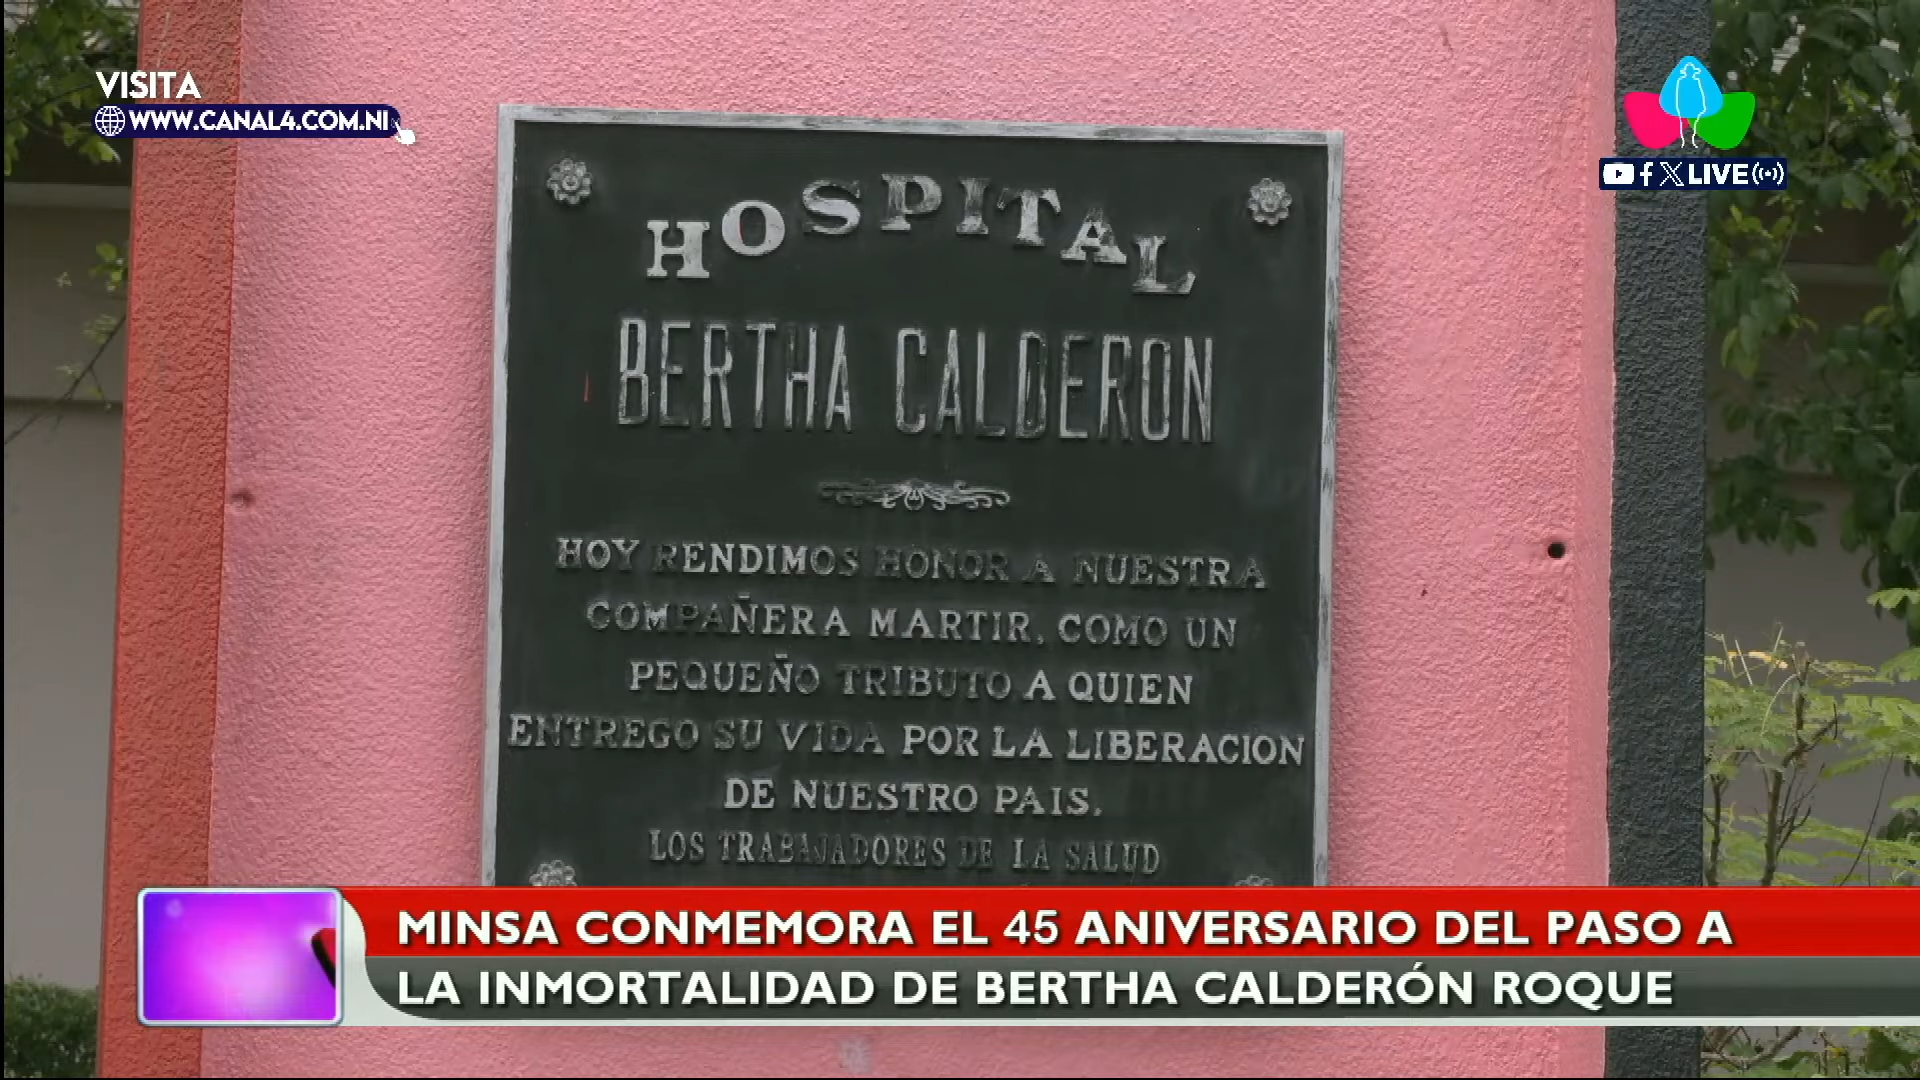 VISITA
WWW.CANAL4.COM.NI
LIVE
HOSPITAL
BERTHA CALDERON
HOY RENDIMOS HONOR A NUESTRA
COMPAÑERA MARTIR, COMO UN
PEQUEÑO TRIBUTO A QUIEN
ENTREGO SU VIDA POR LA LIBERACION
DE NUESTRO PAIS.
LOS TRABAJADORES DE LA SALUD
MINSA CONMEMORA EL 45 ANIVERSARIO DEL PASO A
LA INMORTALIDAD DE BERTHA CALDERÓN ROQUE